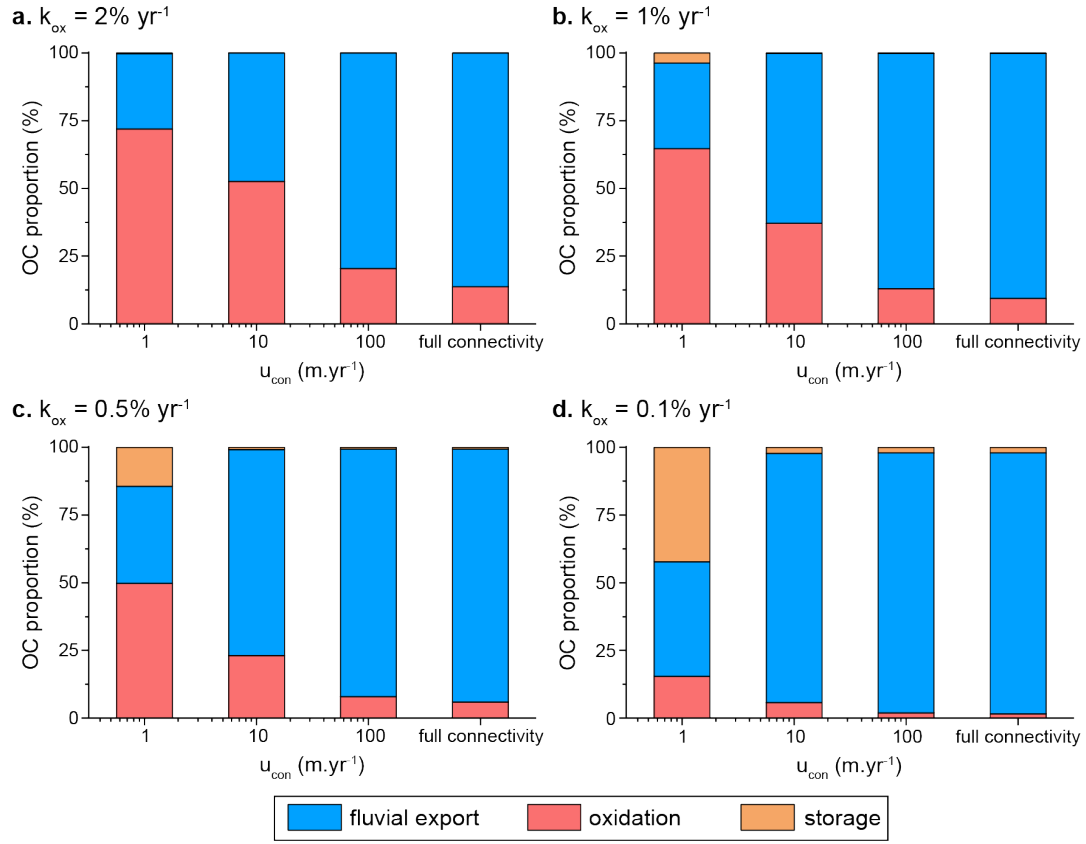 a. kox = 2% yr-1
100
75
50
25
0
OC proportion (%)
1 10 100 full connectivity
ucon (m.yr-1)
b. kox = 1% yr-1
100
75
50
25
0
OC proportion (%)
1 10 100 full connectivity
ucon (m.yr-1)
c. kox = 0.5% yr-1
100
75
50
25
0
OC proportion (%)
1 10 100 full connectivity
ucon (m.yr-1)
d. kox = 0.1% yr-1
100
75
50
25
0
OC proportion (%)
1 10 100 full connectivity
ucon (m.yr-1)
fluvial export oxidation storage